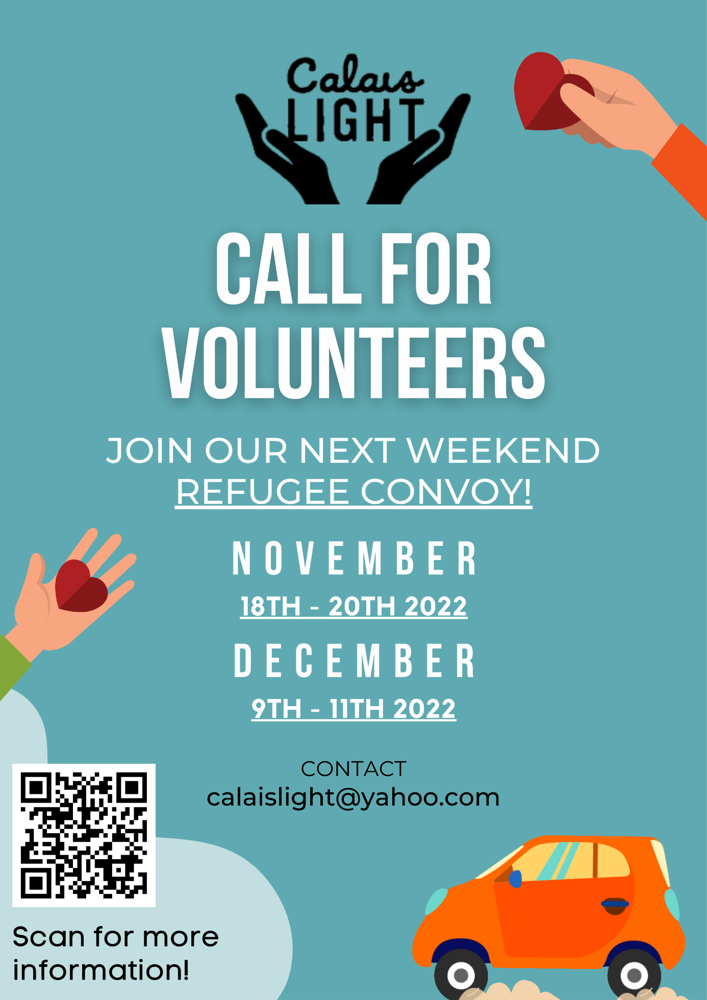 Calais
LIGHT
CALL FOR
VOLUNTEERS
JOIN OUR NEXT WEEKEND
REFUGEE CONVOY!
NOVEMBER
18TH - 20TH 2022
DECEMBER
9TH - 11TH 2022
CONTACT
calaislight@yahoo.com
Scan for more
information!